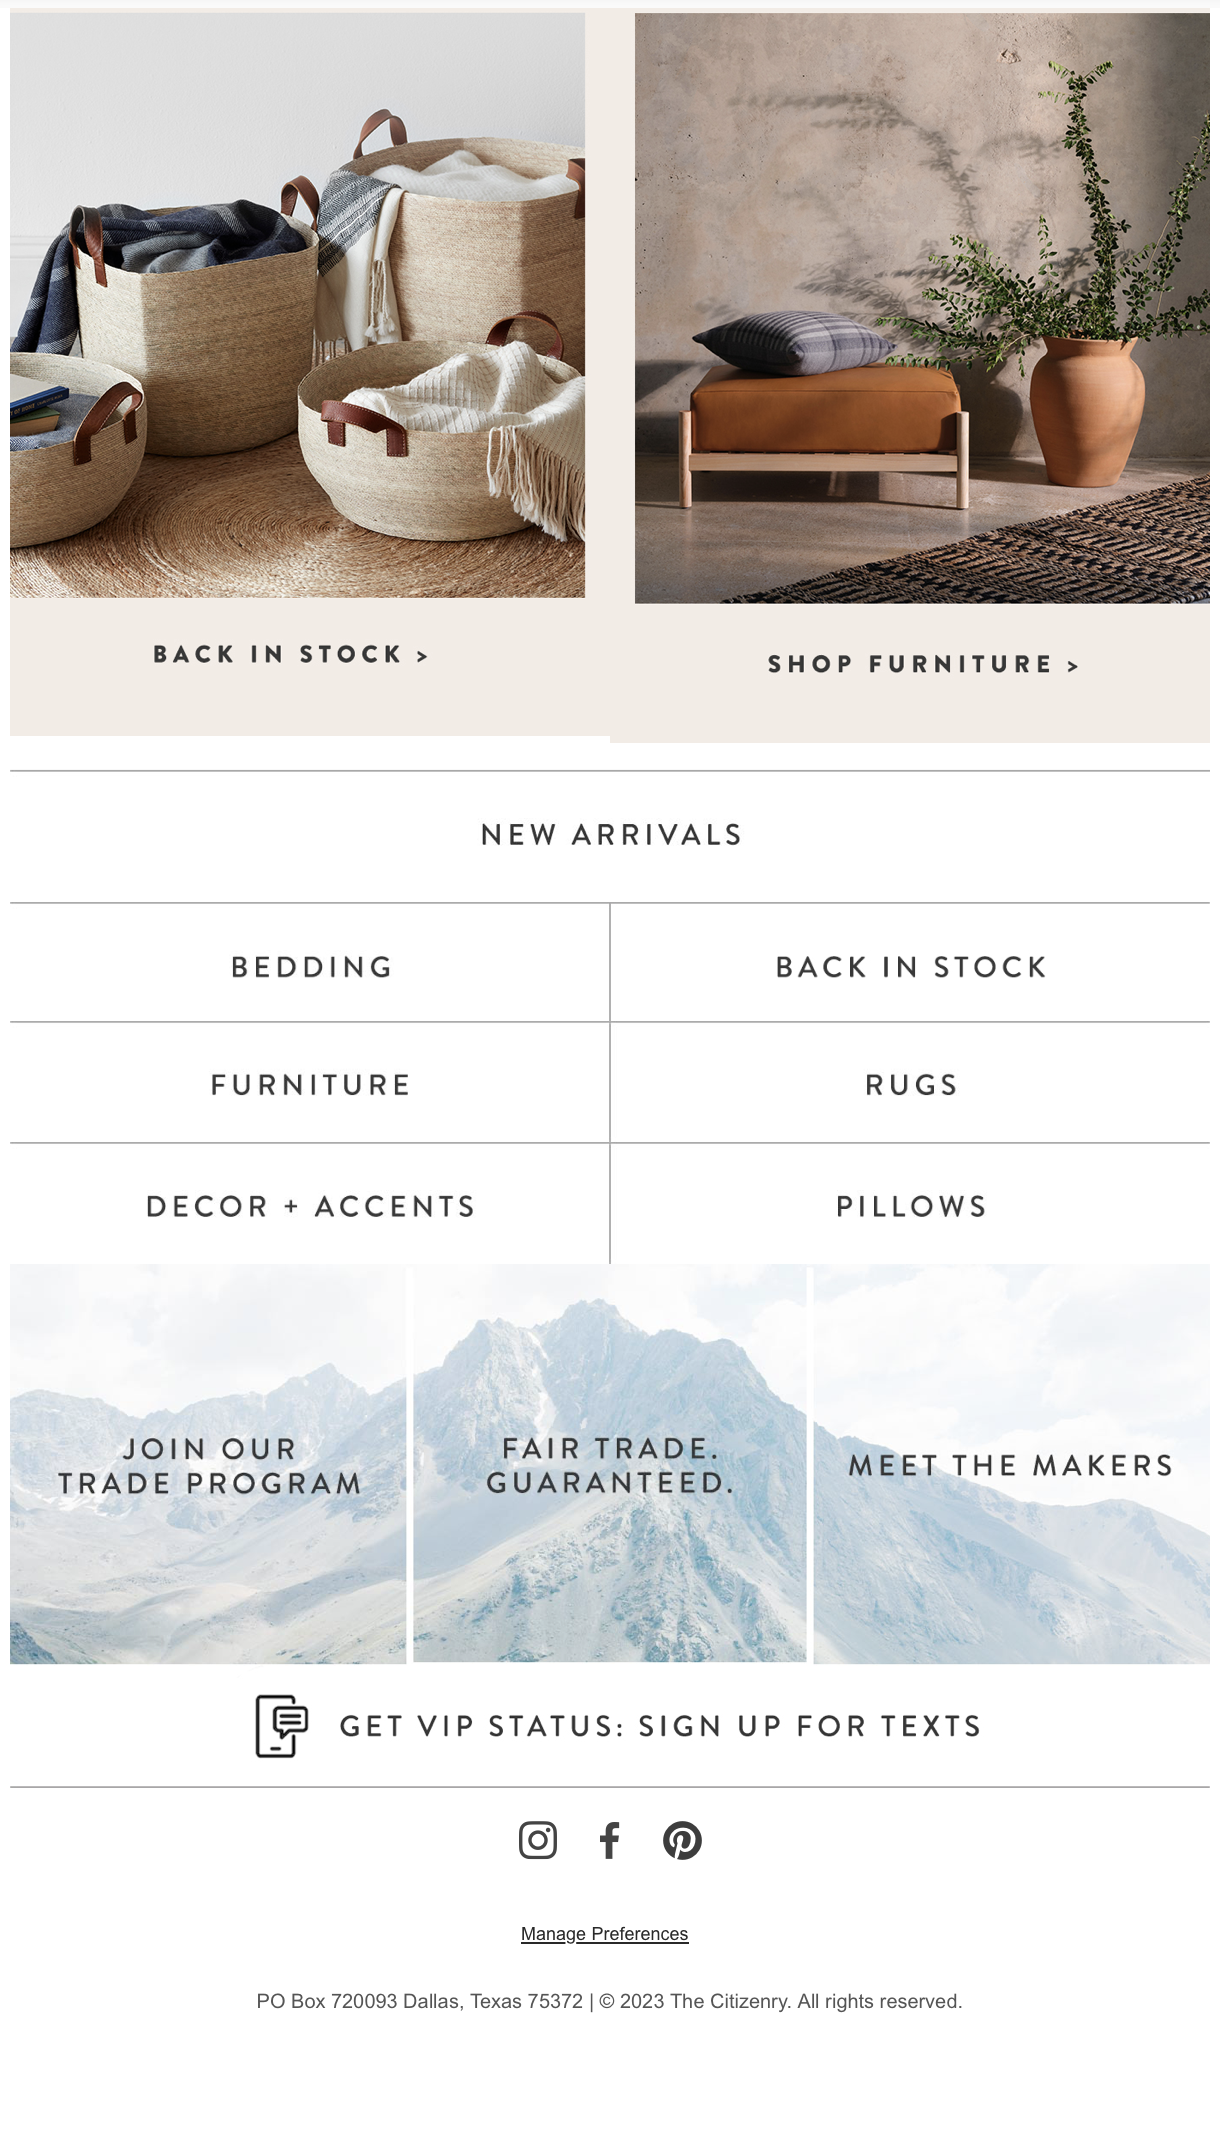 BACK IN STOCK >
SHOP FURNITURE >
NEW ARRIVALS
BEDDING
BACK IN STOCK
FURNITURE
RUGS
DECOR + ACCENTS
PILLOWS
JOIN OUR
TRADE PROGRAM
FAIR TRADE.
GUARANTEED.
MEET THE MAKERS
GET VIP STATUS: SIGN UP FOR TEXTS
Manage Preferences
PO Box 720093 Dallas, Texas 75372 | © 2023 The Citizenry. All rights reserved.